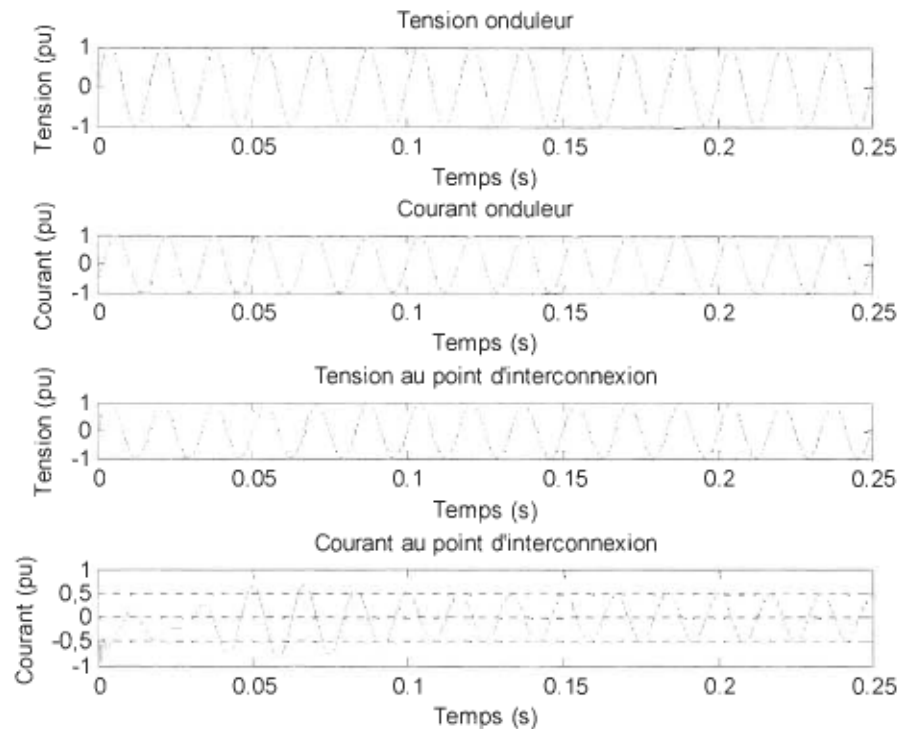 Tension onduleur
Tension (pu)
1
0
-1
0 0.05 0.1 0.15 0.2 0.25
Temps (s)
Courant onduleur
Courant (pu)
1
0
-1
0 0.05 0.1 0.15 0.2 0.25
Temps (s)
Tension au point d'interconnexion
Tension (pu)
1
0
-1
0 0.05 0.1 0.15 0.2 0.25
Temps (s)
Courant au point d'interconnexion
Courant (pu)
1
0,5
0
-0,5
-1
0 0.05 0.1 0.15 0.2 0.25
Temps (s)